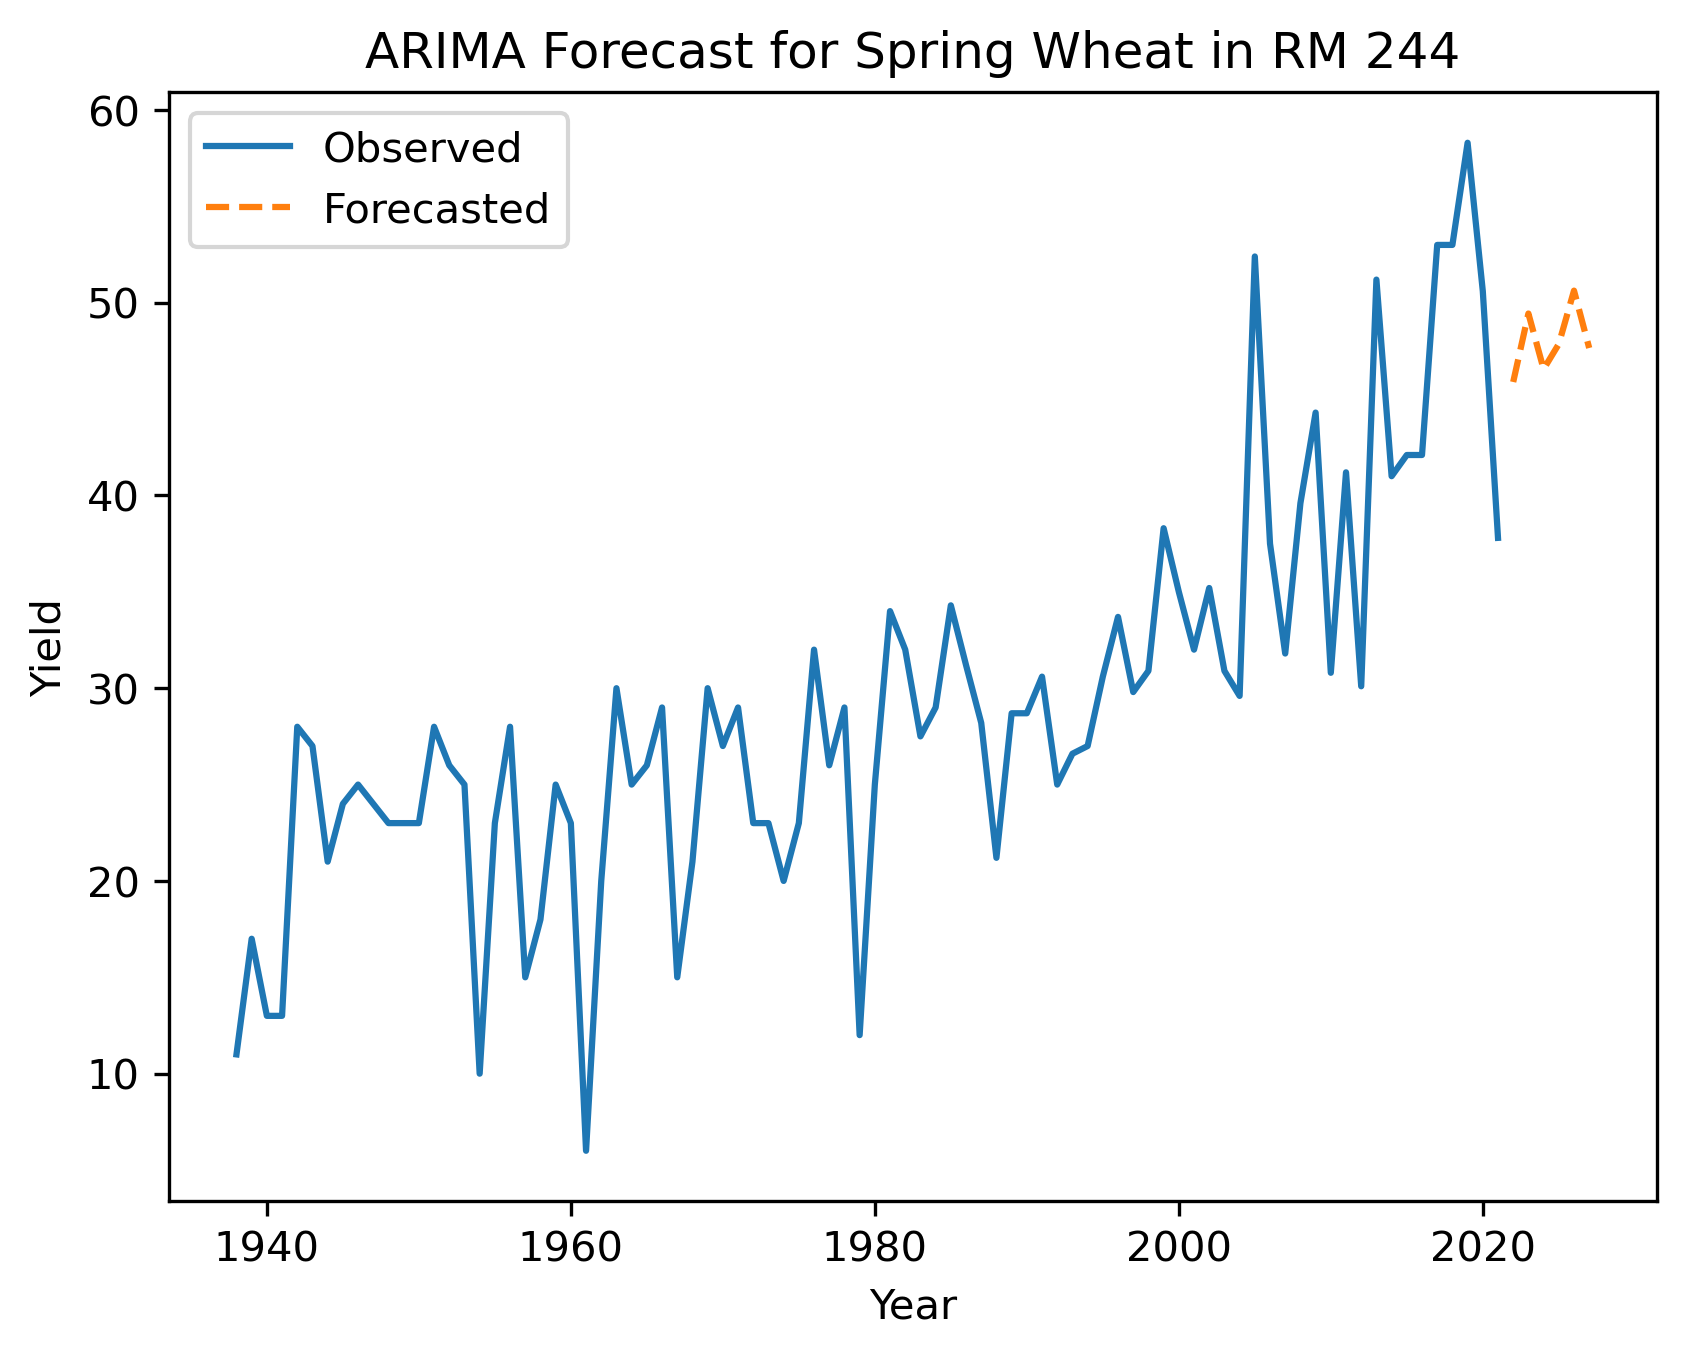 ARIMA Forecast for Spring Wheat in RM 244
Observed
Forecasted
60
50
40
30
20
10
Yield
1940 1960 1980 2000 2020
Year